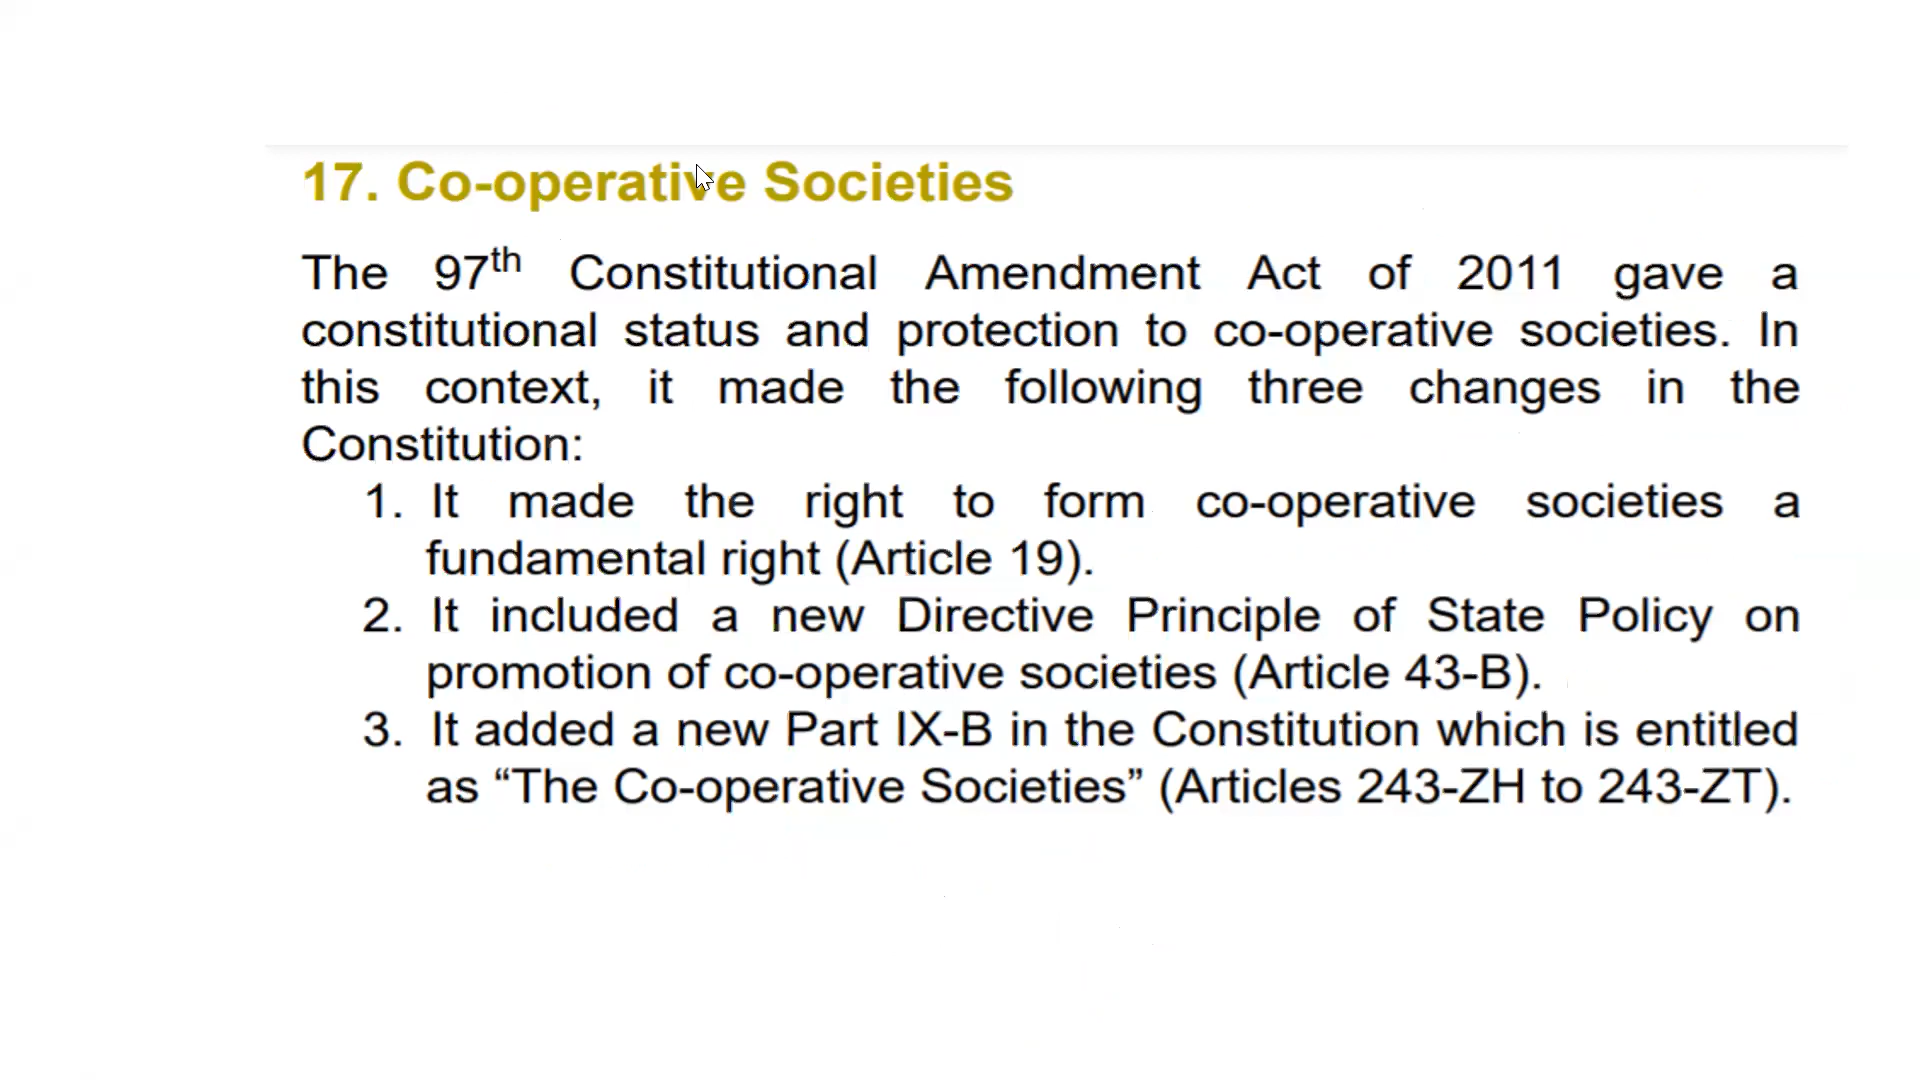 17. Co-operative Societies
The 97th Constitutional Amendment Act of 2011 gave a
constitutional status and protection to co-operative societies. In
this context, it made the following three changes in the
Constitution:
1. It made the right to form co-operative societies a
fundamental right (Article 19).
2. It included a new Directive Principle of State Policy on
promotion of co-operative societies (Article 43-B).
3. It added a new Part IX-B in the Constitution which is entitled
as “The Co-operative Societies” (Articles 243-ZH to 243-ZT).